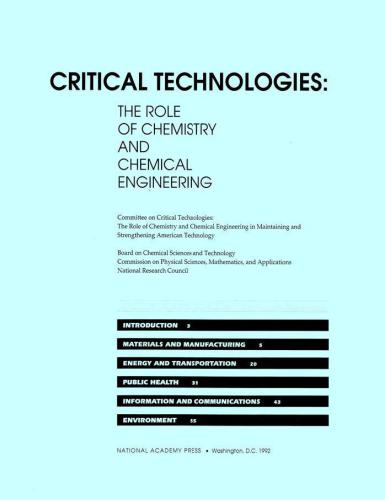 CRITICAL TECHNOLOGIES:
THE ROLE
OF CHEMISTRY
AND
CHEMICAL
ENGINEERING
Committee on Critical Technologies:
The Role of Chemistry and Chemical Engineering in Maintaining and
Strengthening American Technology
Board on Chemical Sciences and Technology
Commission on Physical Sciences, Mathematics, and Applications
National Research Council
INTRODUCTION 3
MATERIALS AND MANUFACTURING 5
ENERGY AND TRANSPORTATION 20
PUBLIC HEALTH 31
INFORMATION AND COMMUNICATIONS 43
ENVIRONMENT 55
NATIONAL ACADEMY PRESS • Washington, D.C. 1992